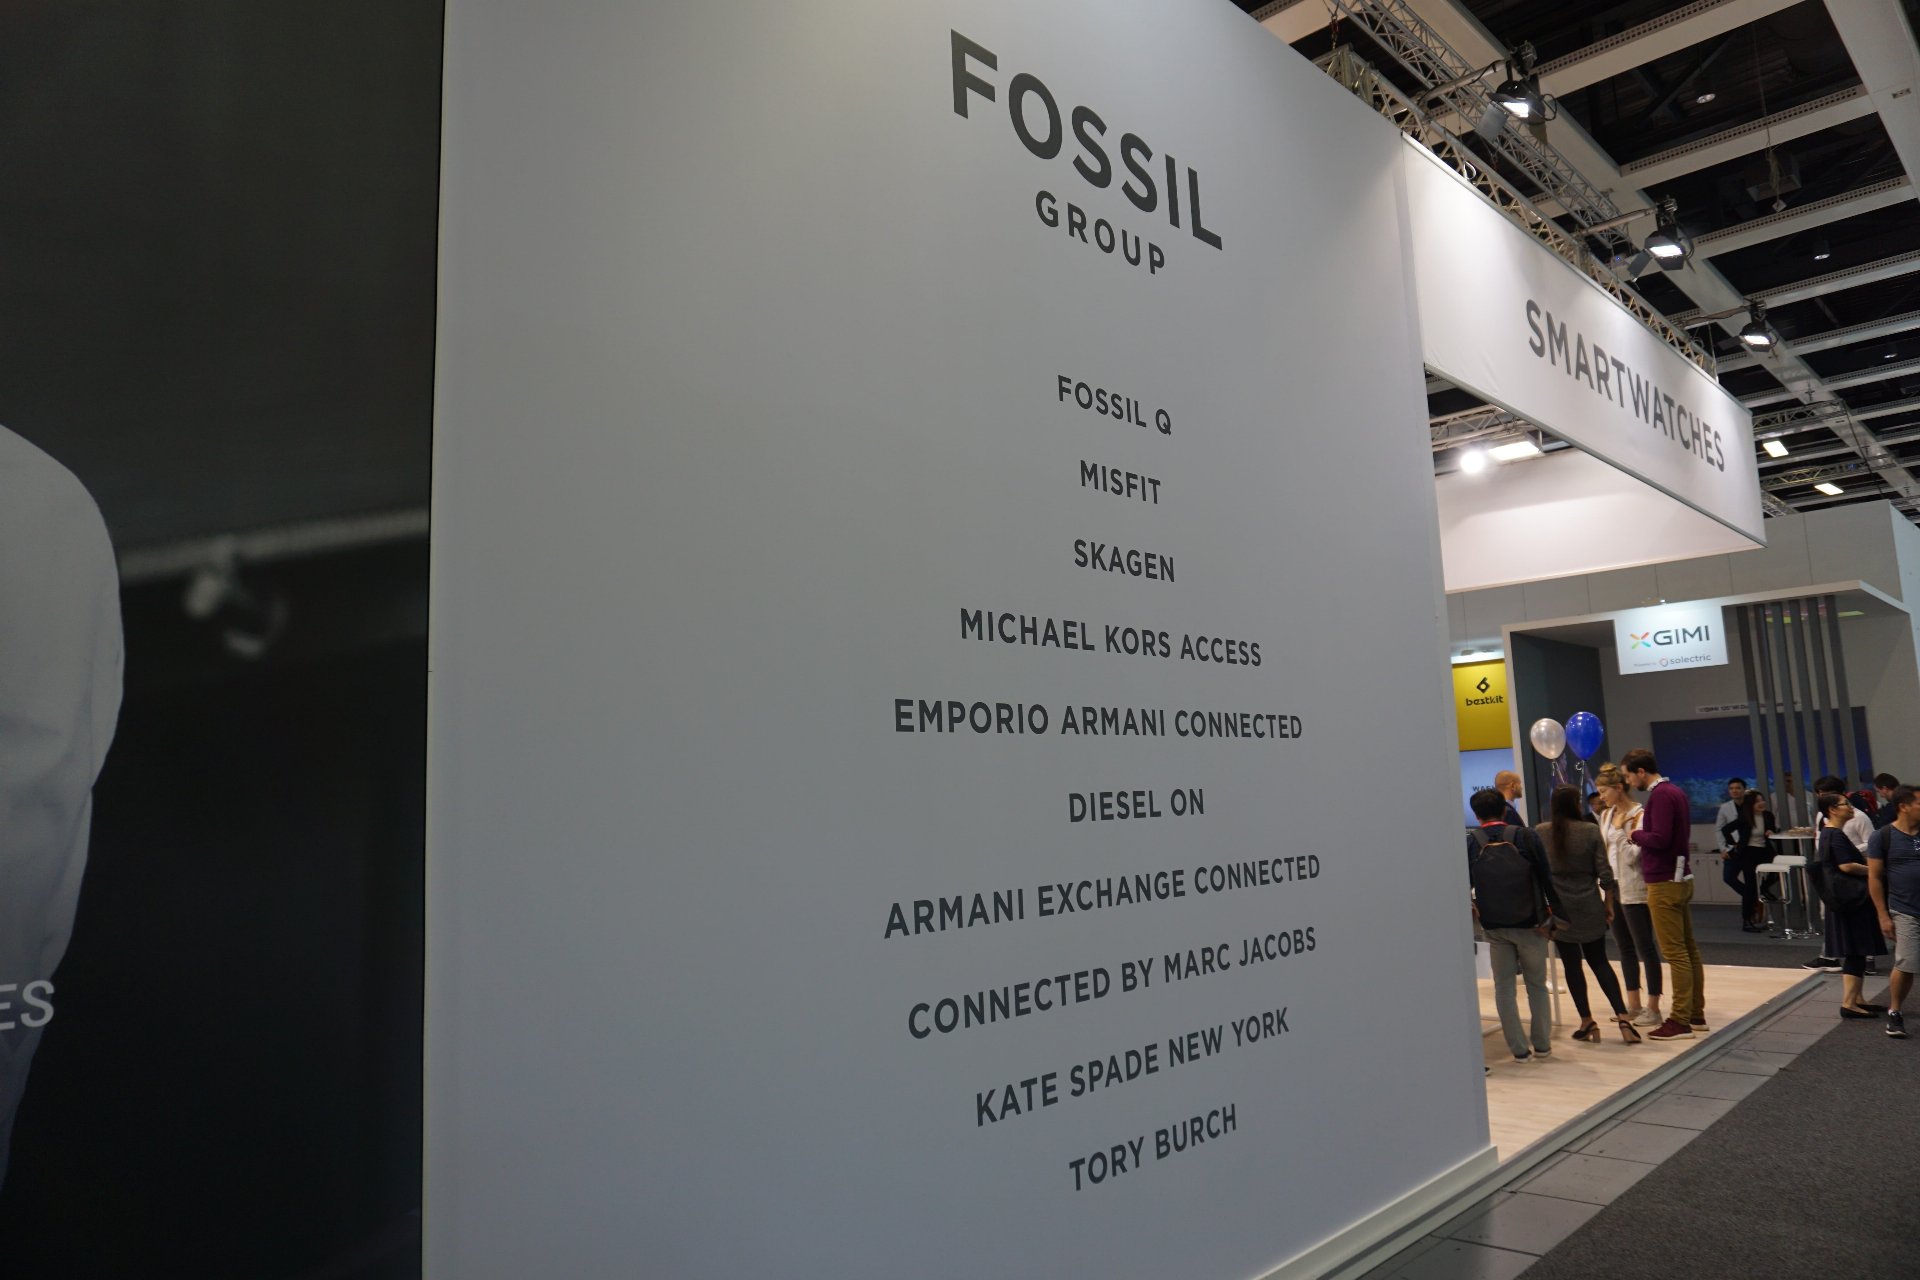 FOSSIL
GROUP
FOSSIL Q
MISFIT
SKAGEN
MICHAEL KORS ACCESS
EMPORIO ARMANI CONNECTED
DIESEL ON
ARMANI EXCHANGE CONNECTED
CONNECTED BY MARC JACOBS
KATE SPADE NEW YORK
TORY BURCH
SMARTWATCHES
XGIMI
solectric
bestkit
ES